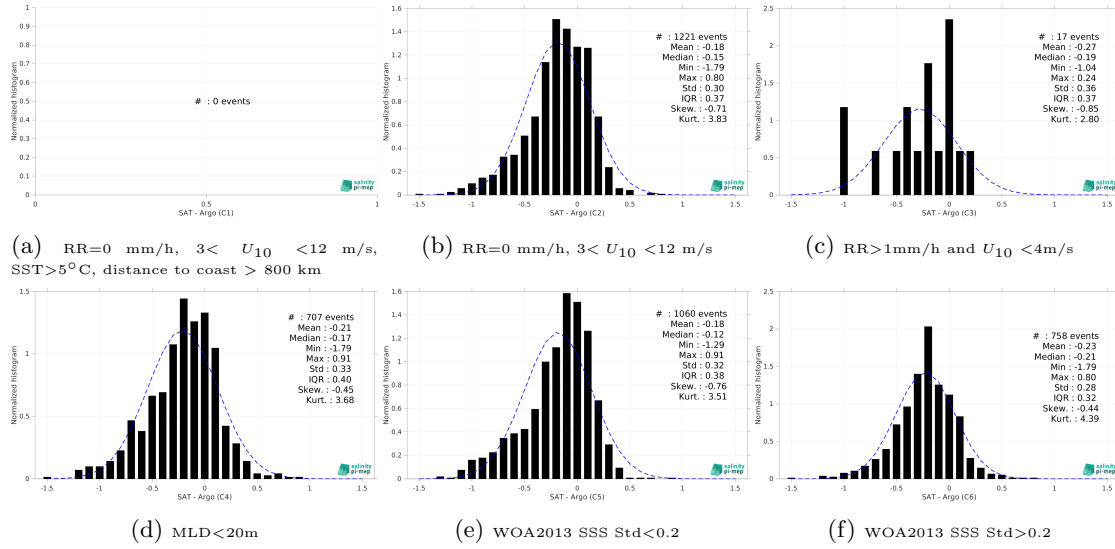 1
0.9
0.8
0.7
0.6
0.5
0.4
0.3
0.2
0.1
0
Normalized histogram
# : 0 events
salinity
pi-mep
0 0.5 1
SAT - Argo (C1)
(a) RR=0 mm/h, 3< U10 <12 m/s,
SST>5°C, distance to coast > 800 km
1.6
1.4
1.2
1
0.8
0.6
0.4
0.2
0
Normalized histogram
# : 1221 events
Mean : -0.18
Median : -0.15
Min : -1.79
Max : 0.80
Std : 0.30
IQR : 0.37
Skew. : -0.71
Kurt. : 3.83
salinity
pi-mep
-1.5 -1 -0.5 0 0.5 1 1.5
SAT - Argo (C2)
(b) RR=0 mm/h, 3< U10 <12 m/s
2.5
2
1.5
1
0.5
0
Normalized histogram
# : 17 events
Mean : -0.27
Median : -0.19
Min : -1.04
Max : 0.24
Std : 0.36
IQR : 0.37
Skew. : -0.85
Kurt. : 2.80
salinity
pi-mep
-1.5 -1 -0.5 0 0.5 1 1.5
SAT - Argo (C3)
(c) RR>1mm/h and U10 <4m/s
1.5
1
0.5
0
Normalized histogram
# : 707 events
Mean : -0.21
Median : -0.17
Min : -1.79
Max : 0.91
Std : 0.33
IQR : 0.40
Skew. : -0.45
Kurt. : 3.68
salinity
pi-mep
-1.5 -1 -0.5 0 0.5 1 1.5
SAT - Argo (C4)
(d) MLD<20m
1.6
1.4
1.2
1
0.8
0.6
0.4
0.2
0
Normalized histogram
# : 1060 events
Mean : -0.18
Median : -0.12
Min : -1.29
Max : 0.91
Std : 0.32
IQR : 0.38
Skew. : -0.76
Kurt. : 3.51
salinity
pi-mep
-1.5 -1 -0.5 0 0.5 1 1.5
SAT - Argo (C5)
(e) WOA2013 SSS Std<0.2
2.5
2
1.5
1
0.5
0
Normalized histogram
# : 758 events
Mean : -0.23
Median : -0.21
Min : -1.79
Max : 0.80
Std : 0.28
IQR : 0.32
Skew. : -0.44
Kurt. : 4.39
salinity
pi-mep
-1.5 -1 -0.5 0 0.5 1 1.5
SAT - Argo (C6)
(f) WOA2013 SSS Std>0.2